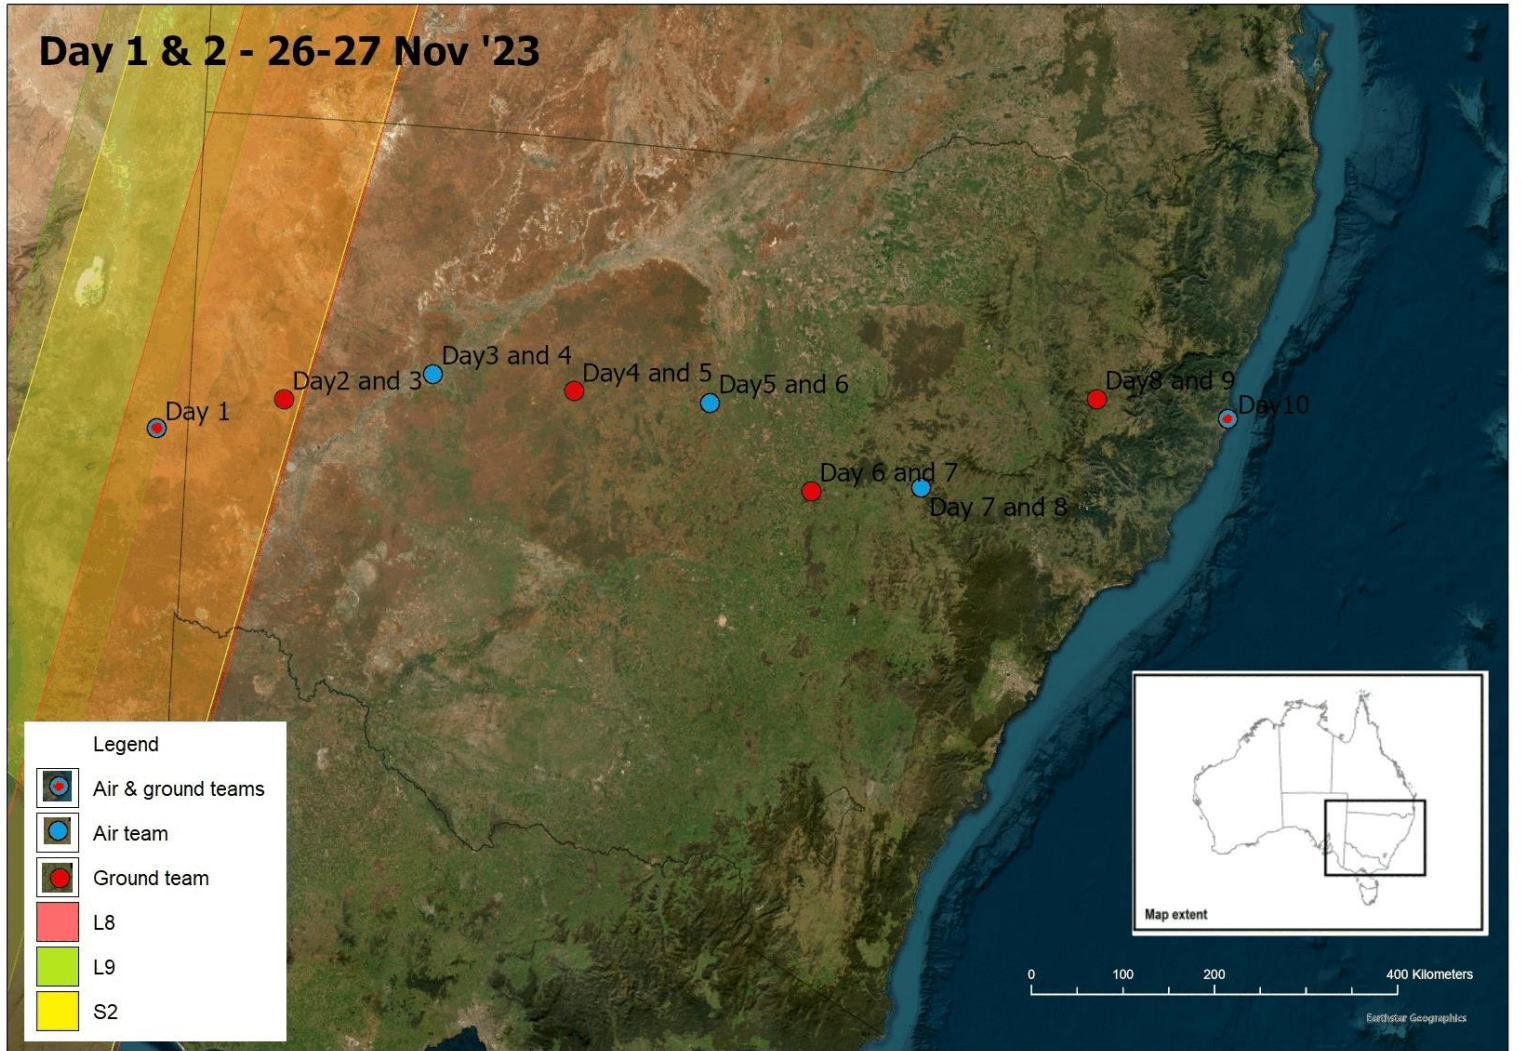 Day 1 & 2 - 26-27 Nov '23
Day3 and 4
Day2 and 3
Day4 and 5
Day5 and 6
Day8 and 9
Day 1
Day10
Day 6 and 7
Day 7 and 8
Legend
Air & ground teams
Air team
Ground team
L8
L9
S2
Map extent
0 100 200 400 Kilometers
Earthstar Geographics